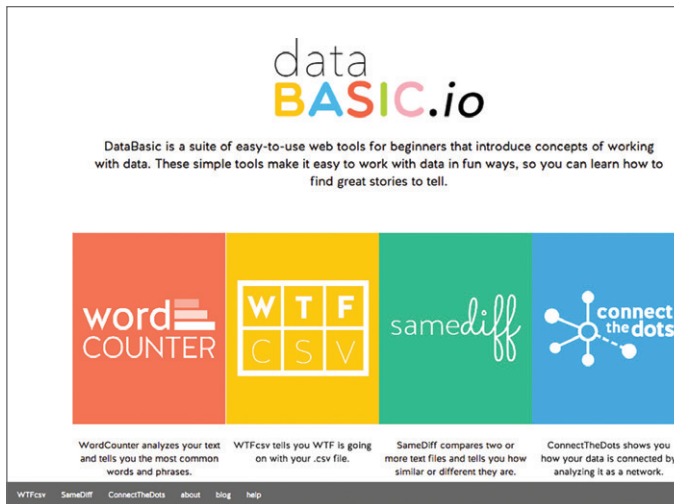 data
BASIC.io
DataBasic is a suite of easy-to-use web tools for beginners that introduce concepts of working
with data. These simple tools make it easy to work with data in fun ways, so you can learn how to
find great stories to tell.
word
COUNTER
WTF
CSV
samediff
connect
the dots
WordCounter analyzes your text
and tells you the most common
words and phrases.
WTFcsv tells you WTF is going
on with your .csv file.
SameDiff compares two or
more text files and tells you how
similar or different they are.
ConnectTheDots shows you
how your data is connected by
analyzing it as a network.
WTFcsv SameDiff ConnectTheDots about blog help